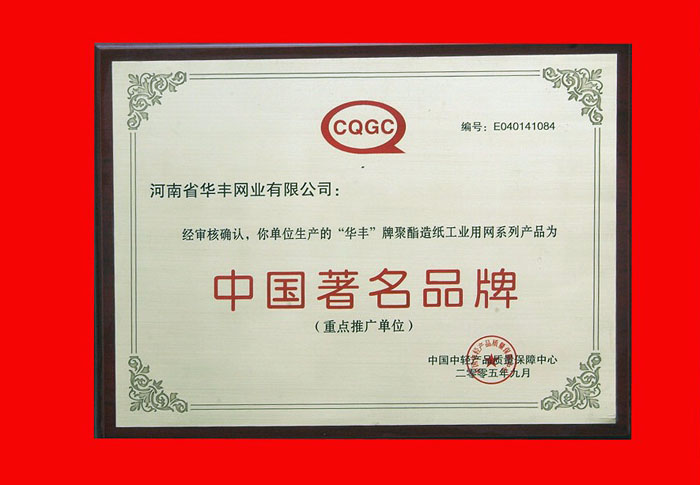 CQGC
编号：E040141084
河南省华丰网业有限公司：
经审核确认，你单位生产的“华丰”牌聚酯造纸工业用网系列产品为
中国著名品牌
（重点推广单位）
中国中轻产品质量保障中心
二零零五年九月